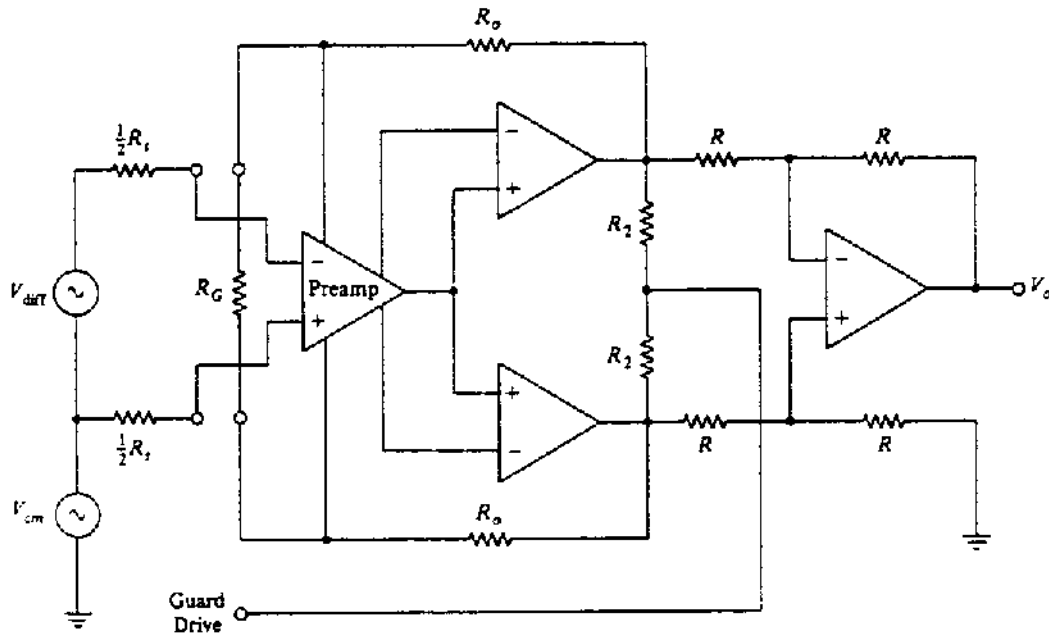 R_o
½R_s
R
R
−
+
R_2
V_diff
R_G
−
Preamp
+
−
+
V_o
R_2
½R_s
+
−
R
R
V_cm
R_o
Guard
Drive